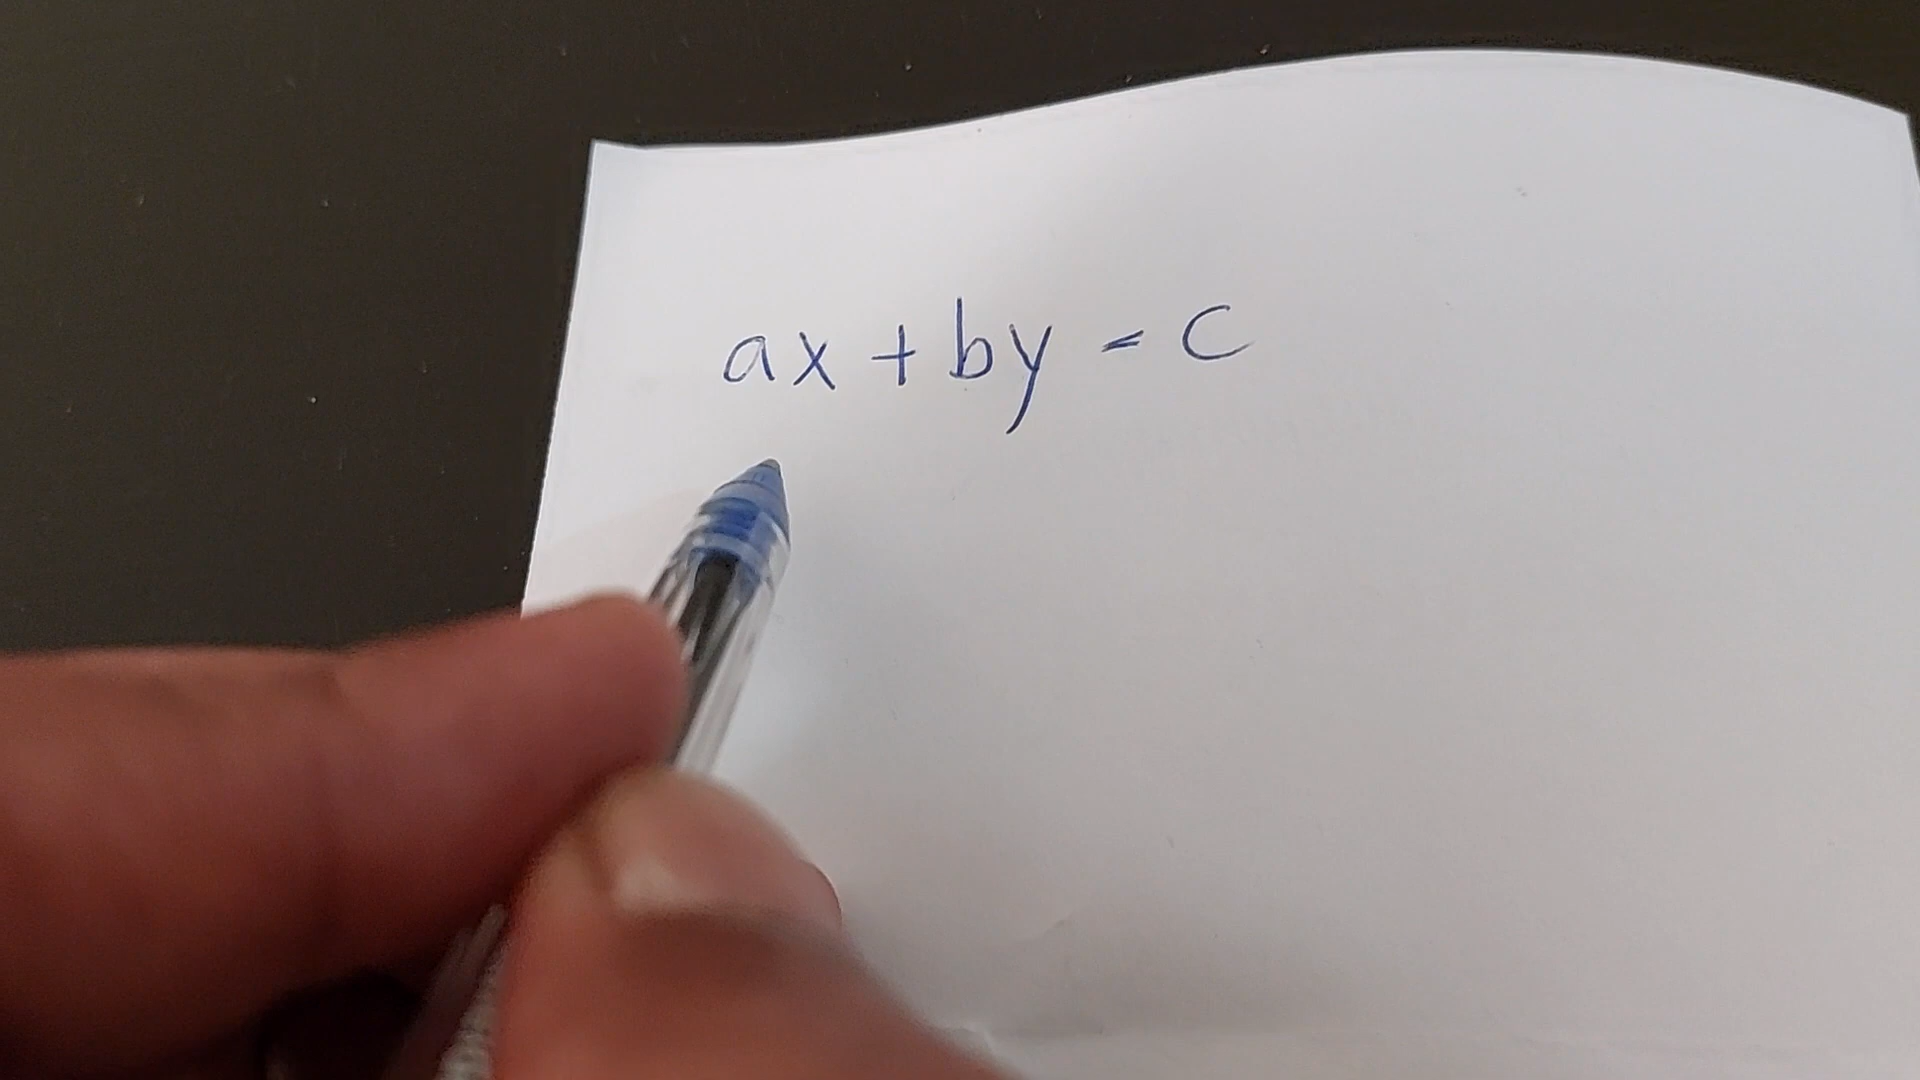 ax + by = c